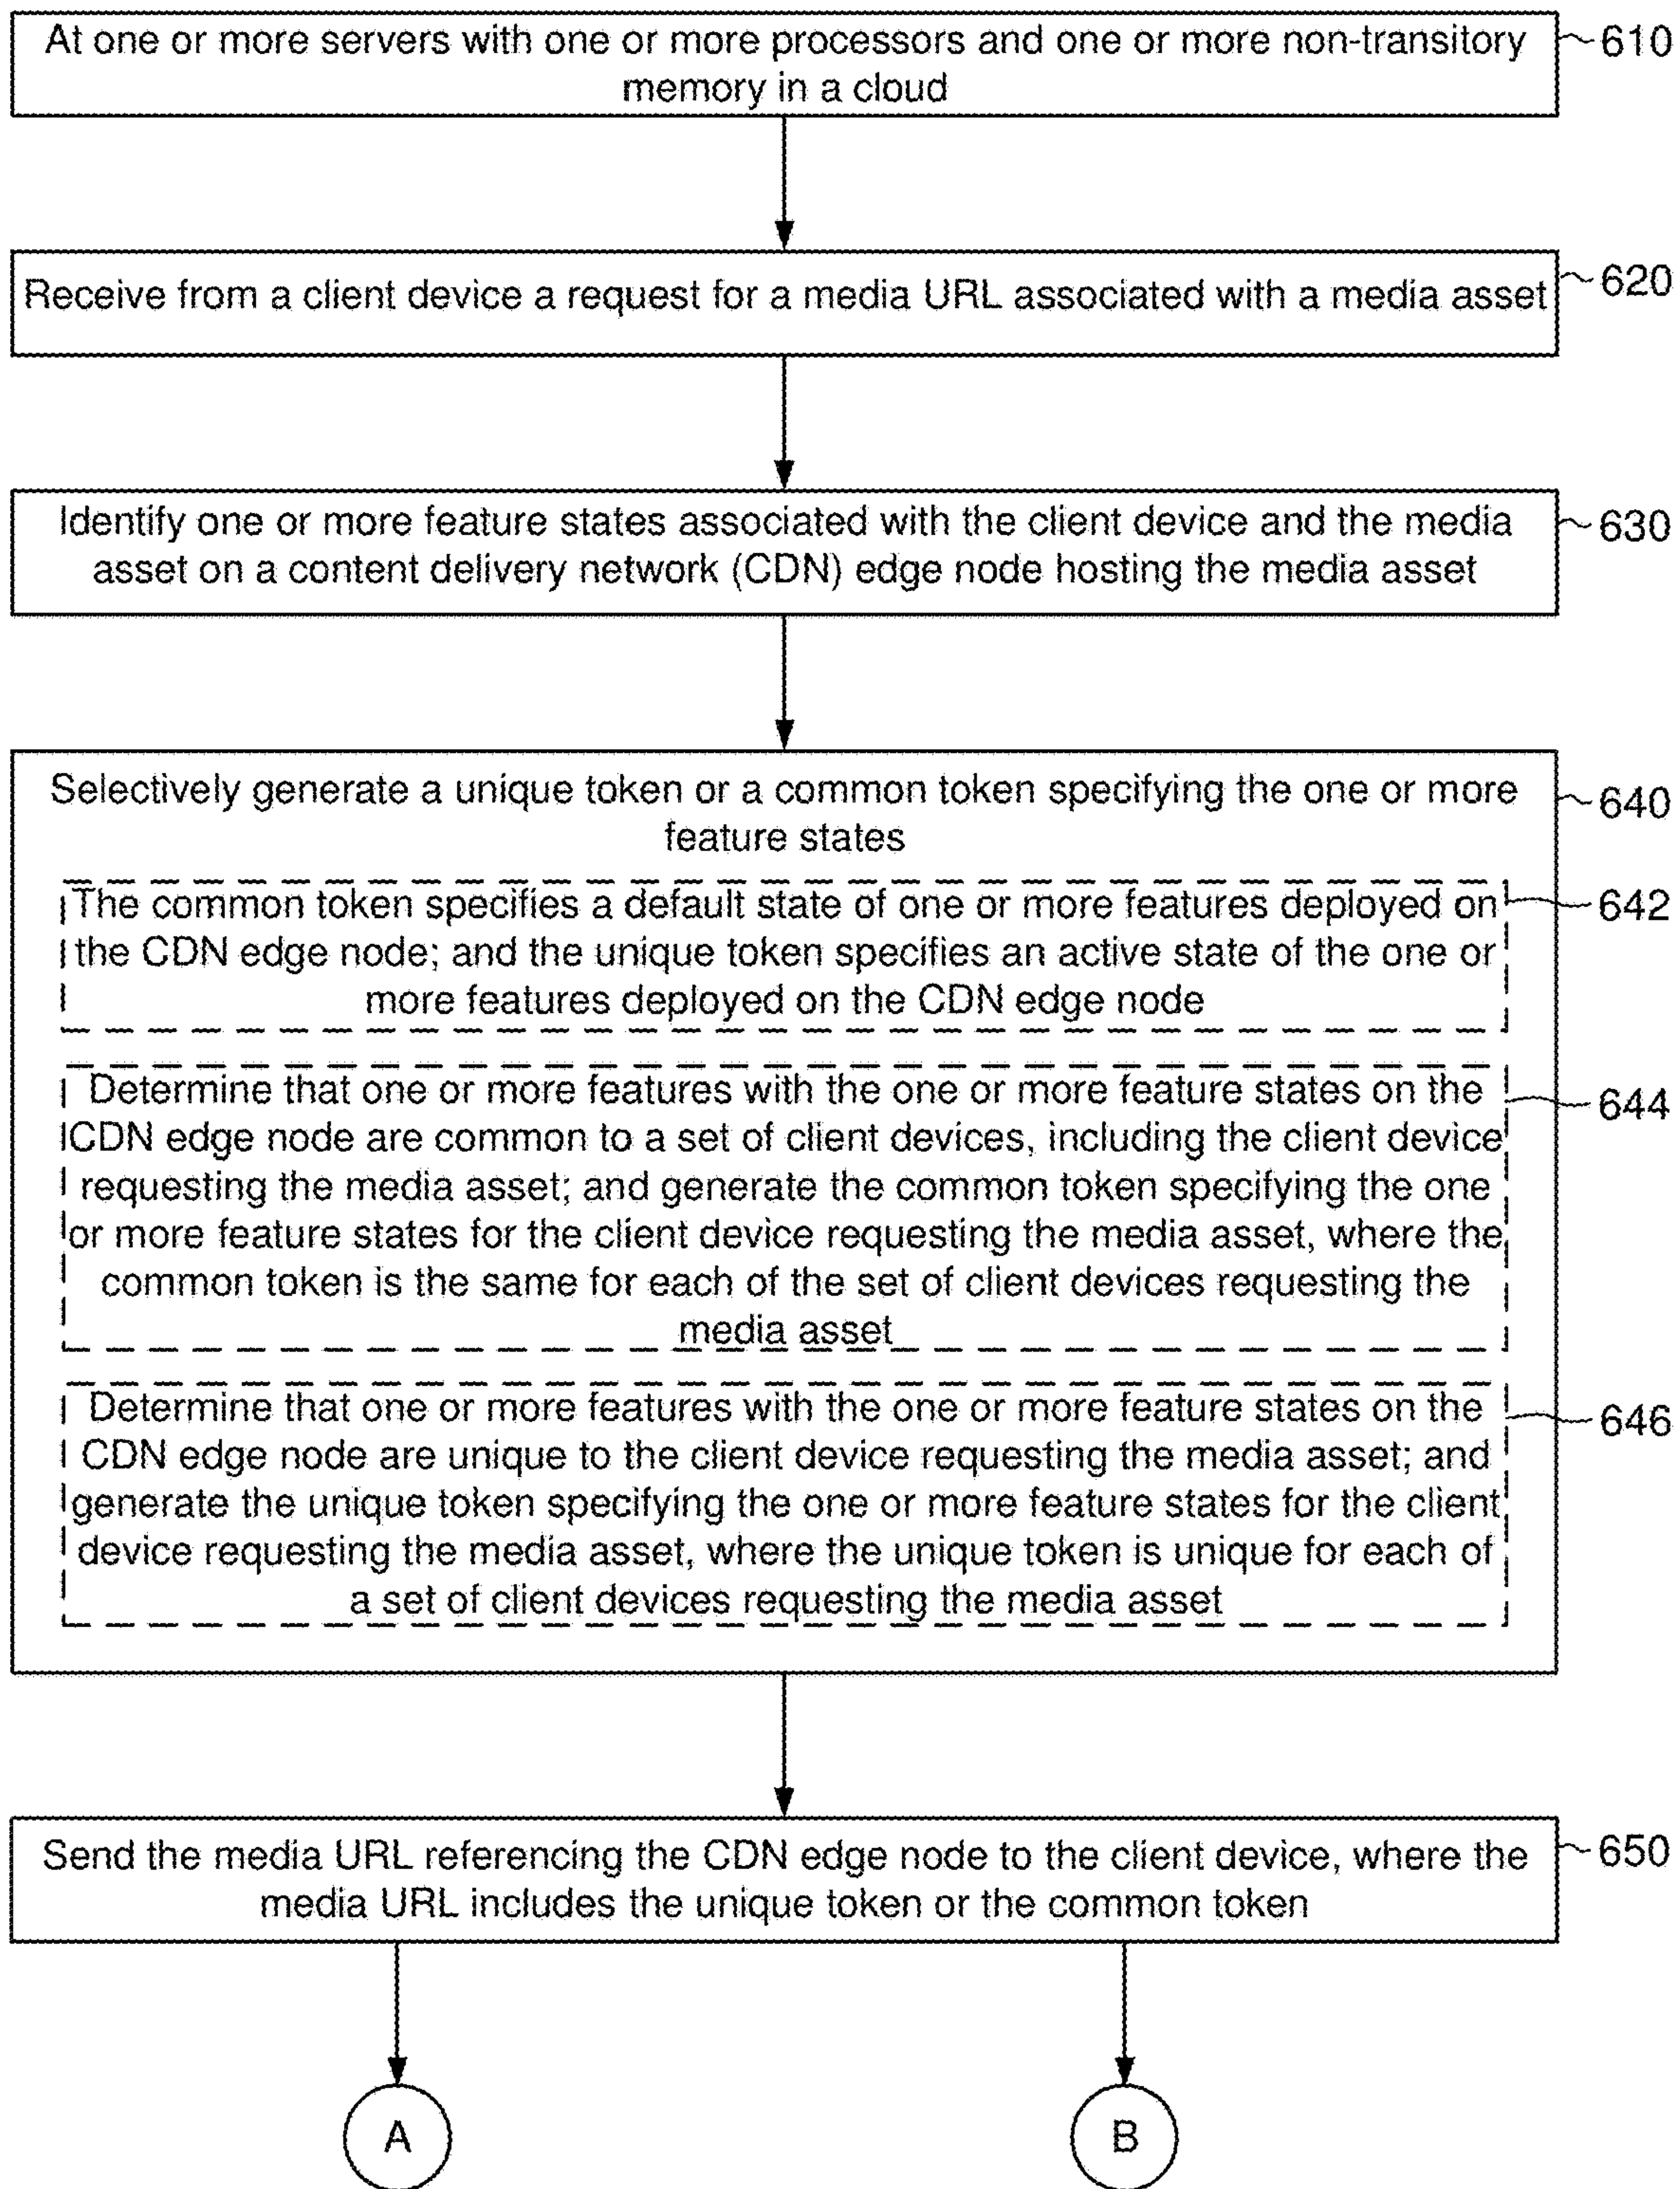 At one or more servers with one or more processors and one or more non-transitory
memory in a cloud
610
Receive from a client device a request for a media URL associated with a media asset
620
Identify one or more feature states associated with the client device and the media
asset on a content delivery network (CDN) edge node hosting the media asset
630
Selectively generate a unique token or a common token specifying the one or more
feature states
640
The common token specifies a default state of one or more features deployed on
the CDN edge node; and the unique token specifies an active state of the one or
more features deployed on the CDN edge node
642
Determine that one or more features with the one or more feature states on the
CDN edge node are common to a set of client devices, including the client device
requesting the media asset; and generate the common token specifying the one
or more feature states for the client device requesting the media asset, where the
common token is the same for each of the set of client devices requesting the
media asset
644
Determine that one or more features with the one or more feature states on the
CDN edge node are unique to the client device requesting the media asset; and
generate the unique token specifying the one or more feature states for the client
device requesting the media asset, where the unique token is unique for each of
a set of client devices requesting the media asset
646
Send the media URL referencing the CDN edge node to the client device, where the
media URL includes the unique token or the common token
650
A
B